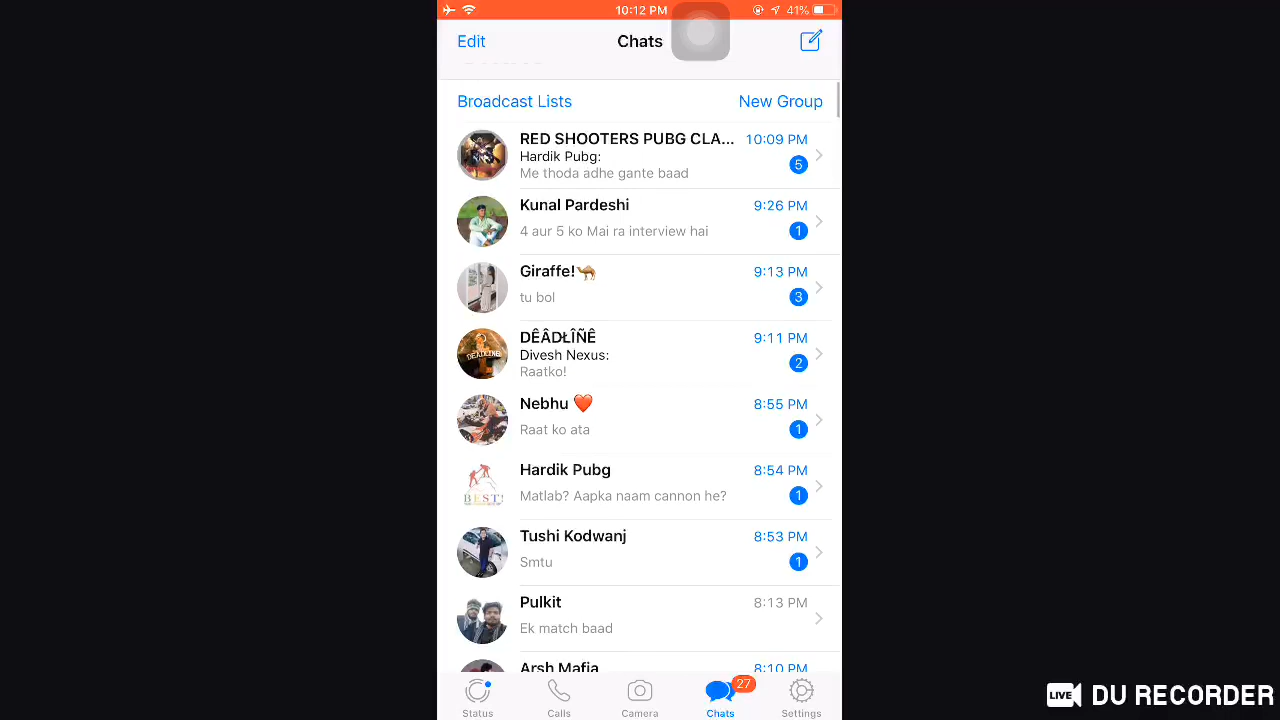 10:12 PM
41%
Edit
Chats
Broadcast Lists
New Group
RED SHOOTERS PUBG CLA...
10:09 PM
Hardik Pubg:
5
Me thoda adhe gante baad
Kunal Pardeshi
9:26 PM
4 aur 5 ko Mai ra interview hai
1
Giraffe!🐪
9:13 PM
tu bol
3
DÊÂDŁÎÑÊ
9:11 PM
Divesh Nexus:
2
Raatko!
Nebhu ❤️
8:55 PM
Raat ko ata
1
Hardik Pubg
8:54 PM
Matlab? Aapka naam cannon he?
1
BEST!
Tushi Kodwanj
8:53 PM
Smtu
1
Pulkit
8:13 PM
Ek match baad
Arsh Mafia
8:10 PM
27
Status
Calls
Camera
Chats
Settings
LIVE
DU RECORDER